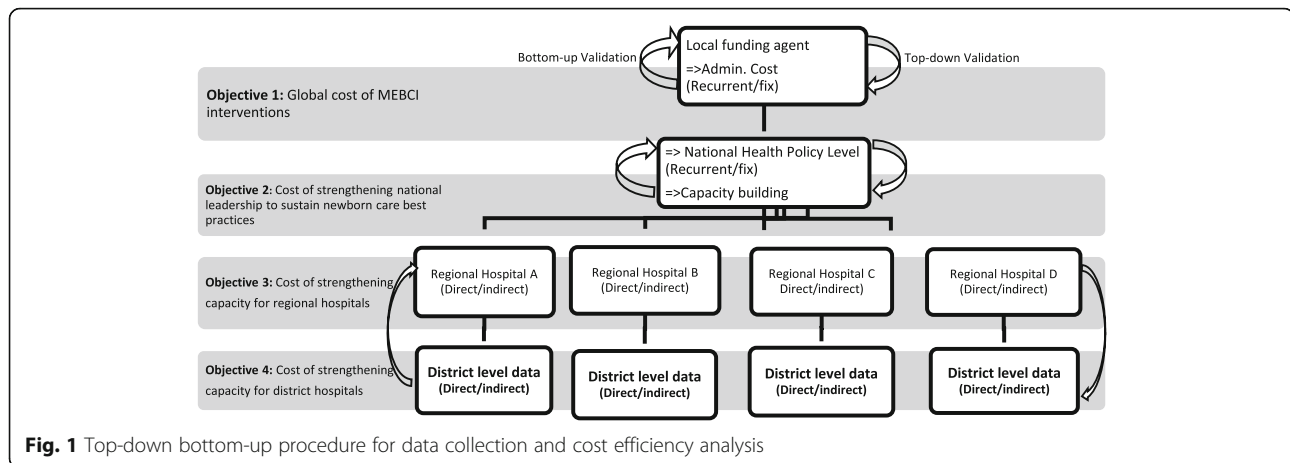 Bottom-up Validation
Local funding agent
=>Admin. Cost
(Recurrent/fix)
Top-down Validation
Objective 1: Global cost of MEBCI
interventions
=> National Health Policy Level
(Recurrent/fix)
=>Capacity building
Objective 2: Cost of strengthening national
leadership to sustain newborn care best
practices
Objective 3: Cost of strengthening
capacity for regional hospitals
Regional Hospital A
(Direct/indirect)
Regional Hospital B
(Direct/indirect)
Regional Hospital C
Direct/indirect)
Regional Hospital D
(Direct/indirect)
Objective 4: Cost of strengthening
capacity for district hospitals
District level data
(Direct/indirect)
District level data
(Direct/indirect)
District level data
(Direct/indirect)
District level data
(Direct/indirect)
Fig. 1 Top-down bottom-up procedure for data collection and cost efficiency analysis